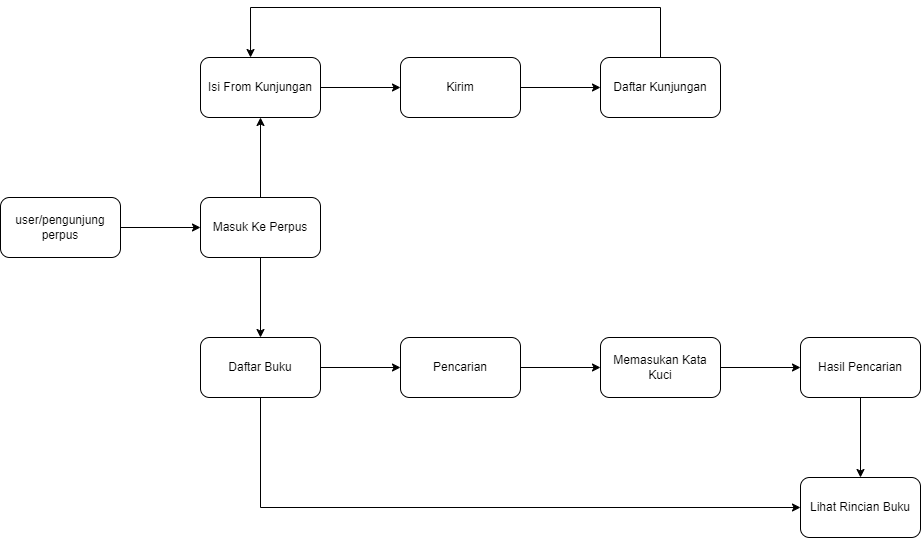 Isi From Kunjungan
Kirim
Daftar Kunjungan
user/pengunjung
perpus
Masuk Ke Perpus
Daftar Buku
Pencarian
Memasukan Kata
Kuci
Hasil Pencarian
Lihat Rincian Buku